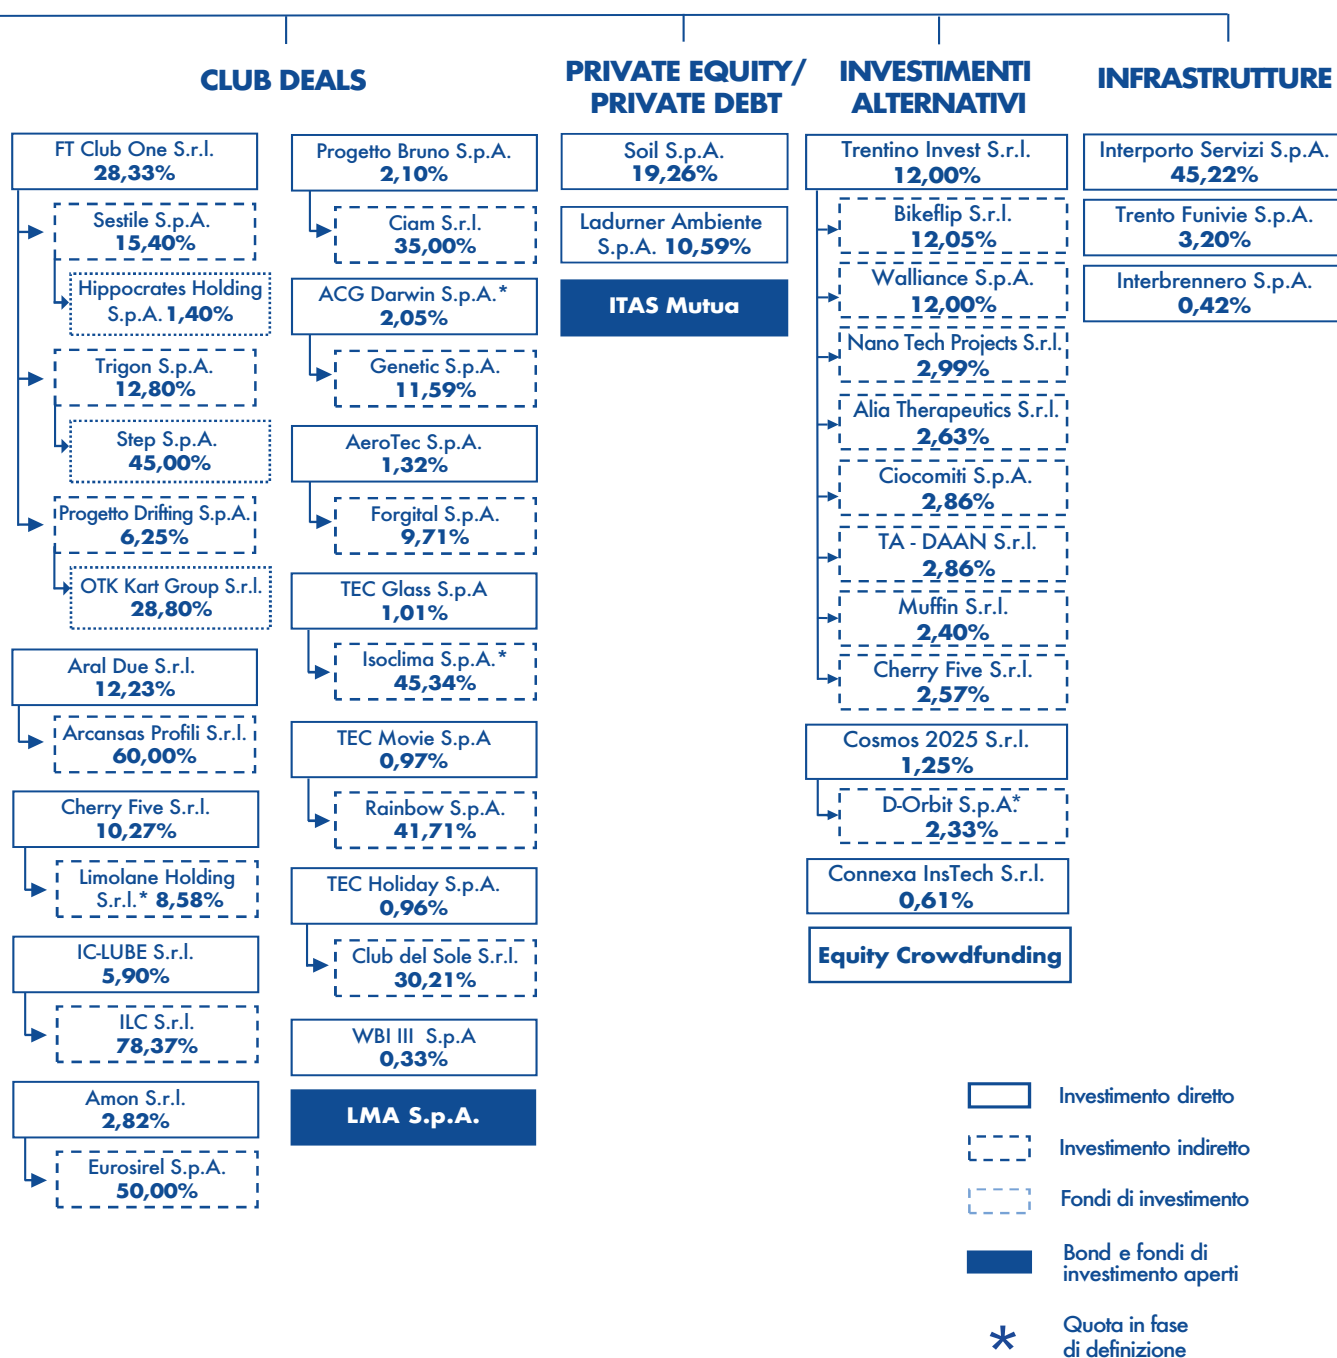 CLUB DEALS
FT Club One S.r.l.
28,33%
Sestile S.p.A.
15,40%
Hippocrates Holding
S.p.A. 1,40%
Trigon S.p.A.
12,80%
Step S.p.A.
45,00%
Progetto Drifting S.p.A.
6,25%
OTK Kart Group S.r.l.
28,80%
Aral Due S.r.l.
12,23%
Arcansas Profili S.r.l.
60,00%
Cherry Five S.r.l.
10,27%
Limolane Holding
S.r.l.* 8,58%
IC-LUBE S.r.l.
5,90%
ILC S.r.l.
78,37%
Amon S.r.l.
2,82%
Eurosirel S.p.A.
50,00%
Progetto Bruno S.p.A.
2,10%
Ciam S.r.l.
35,00%
ACG Darwin S.p.A.*
2,05%
Genetic S.p.A.
11,59%
AeroTec S.p.A.
1,32%
Forgital S.p.A.
9,71%
TEC Glass S.p.A
1,01%
Isoclima S.p.A.*
45,34%
TEC Movie S.p.A
0,97%
Rainbow S.p.A.
41,71%
TEC Holiday S.p.A.
0,96%
Club del Sole S.r.l.
30,21%
WBI III S.p.A
0,33%
LMA S.p.A.
PRIVATE EQUITY/
PRIVATE DEBT
Soil S.p.A.
19,26%
Ladurner Ambiente
S.p.A. 10,59%
ITAS Mutua
INVESTIMENTI
ALTERNATIVI
Trentino Invest S.r.l.
12,00%
Bikeflip S.r.l.
12,05%
Walliance S.p.A.
12,00%
Nano Tech Projects S.r.l.
2,99%
Alia Therapeutics S.r.l.
2,63%
Ciocomiti S.p.A.
2,86%
TA - DAAN S.r.l.
2,86%
Muffin S.r.l.
2,40%
Cherry Five S.r.l.
2,57%
Cosmos 2025 S.r.l.
1,25%
D-Orbit S.p.A.*
2,33%
Connexa InsTech S.r.l.
0,61%
Equity Crowdfunding
INFRASTRUTTURE
Interporto Servizi S.p.A.
45,22%
Trento Funivie S.p.A.
3,20%
Interbrennero S.p.A.
0,42%
Investimento diretto
Investimento indiretto
Fondi di investimento
Bond e fondi di
investimento aperti
* Quota in fase
di definizione